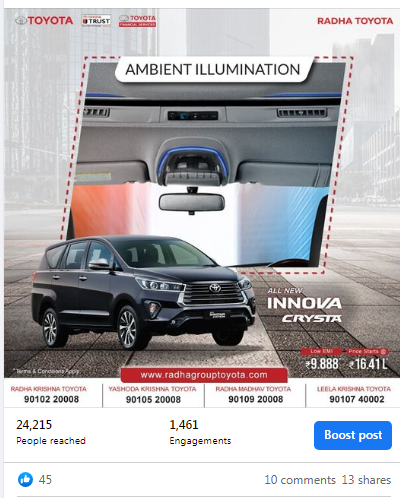 TOYOTA
TOYOTA
U TRUST
TOYOTA
FINANCIAL SERVICES
RADHA TOYOTA
AMBIENT ILLUMINATION
ALL NEW
INNOVA
CRYSTA
Low EMI
₹9.888
Price Starts @
₹16.41 L
*Terms & Conditions Apply.
www.radhagrouptoyota.com
RADHA KRISHNA TOYOTA
90102 20008
YASHODA KRISHNA TOYOTA
90105 20008
RADHA MADHAV TOYOTA
90109 20008
LEELA KRISHNA TOYOTA
90107 40002
24,215
People reached
1,461
Engagements
Boost post
45
10 comments 13 shares